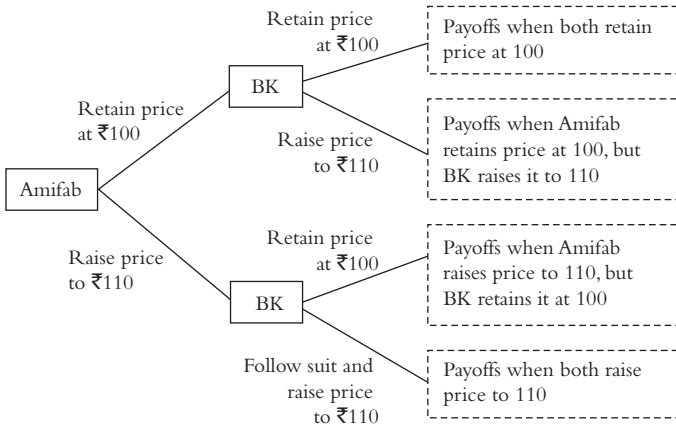 Retain price
at ₹100
Payoffs when both retain
price at 100
BK
Retain price
at ₹100
Raise price
to ₹110
Payoffs when Amifab
retains price at 100, but
BK raises it to 110
Amifab
Raise price
to ₹110
Retain price
at ₹100
Payoffs when Amifab
raises price to 110, but
BK retains it at 100
BK
Follow suit and
raise price
to ₹110
Payoffs when both raise
price to 110